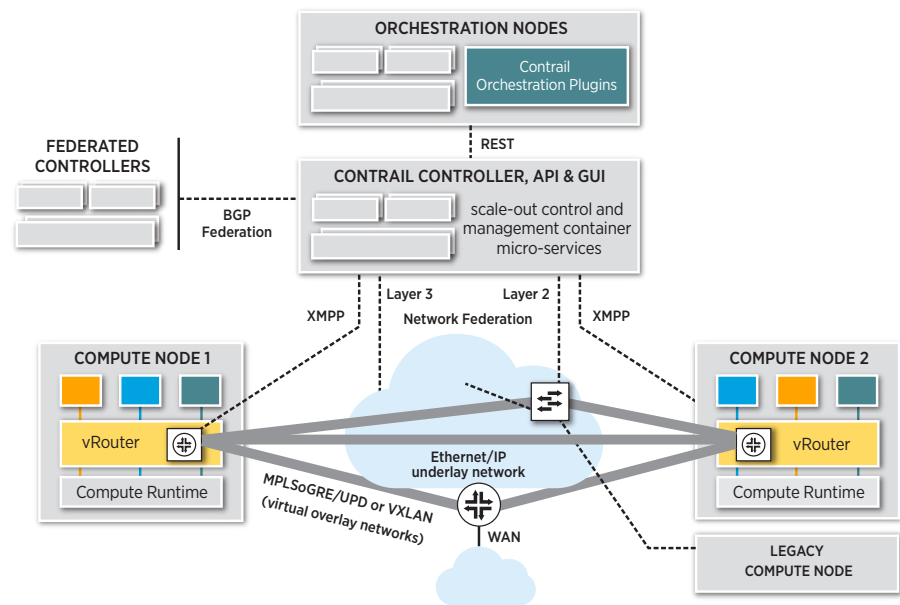 ORCHESTRATION NODES
Contrail
Orchestration Plugins
REST
FEDERATED
CONTROLLERS
BGP
Federation
CONTRAIL CONTROLLER, API & GUI
scale-out control and
management container
micro-services
XMPP
Layer 3
Layer 2
XMPP
Network Federation
COMPUTE NODE 1
vRouter
Compute Runtime
COMPUTE NODE 2
vRouter
Compute Runtime
Ethernet/IP
underlay network
MPLSoGRE/UPD or VXLAN
(virtual overlay networks)
WAN
LEGACY
COMPUTE NODE